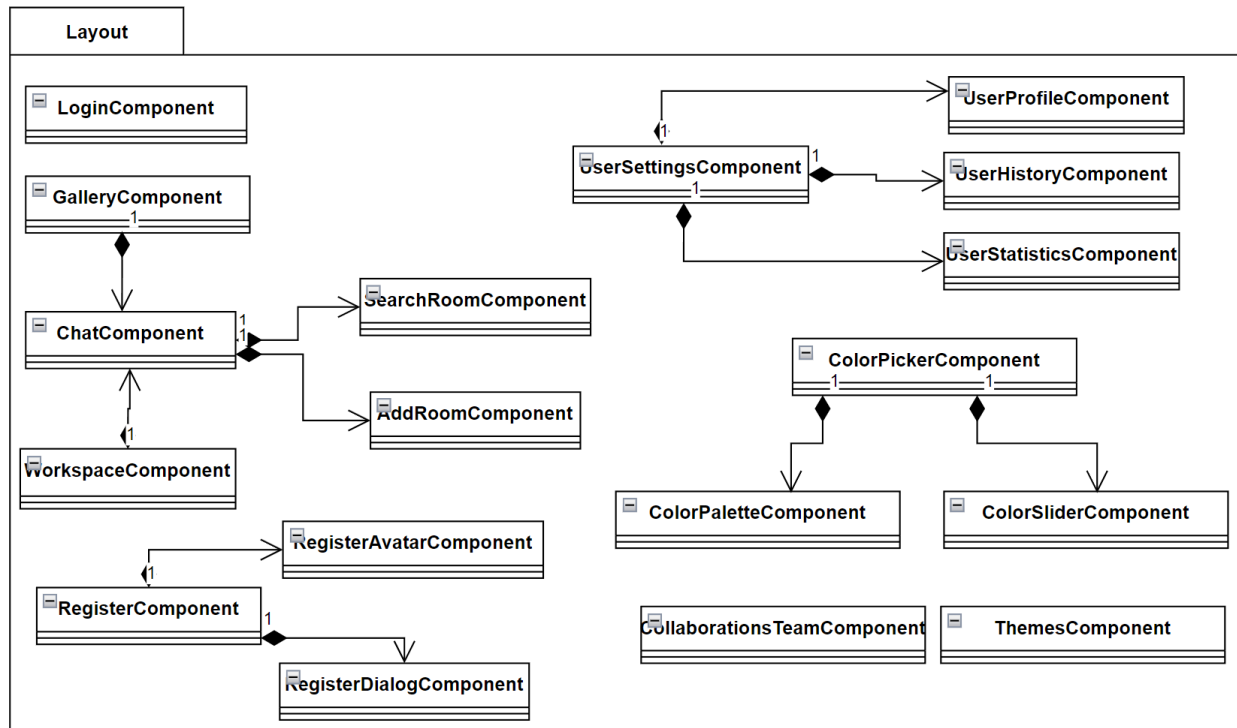 Layout
LoginComponent
UserProfileComponent
1
UserSettingsComponent
1
1
UserHistoryComponent
GalleryComponent
1
UserStatisticsComponent
SearchRoomComponent
ChatComponent
1
1
ColorPickerComponent
1
1
AddRoomComponent
1
WorkspaceComponent
ColorPaletteComponent
ColorSliderComponent
RegisterAvatarComponent
1
RegisterComponent
1
RegisterDialogComponent
CollaborationsTeamComponent
ThemesComponent